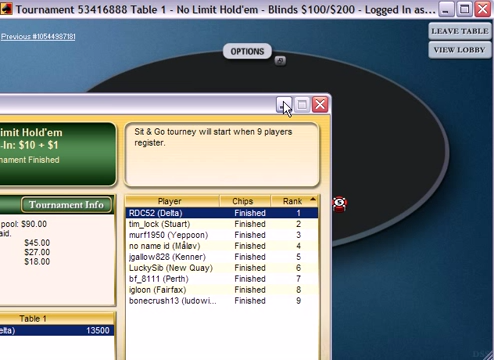 Tournament 53416888 Table 1 - No Limit Hold'em - Blinds $100/$200 - Logged In as...
Previous #10544987181
OPTIONS
LEAVE TABLE
VIEW LOBBY
imit Hold'em
-In: $10 + $1
nament Finished
Sit & Go tourney will start when 9 players
register.
Tournament Info
pool: $90.00
aid.
$45.00
$27.00
$18.00
Player Chips Rank
RDC52 (Delta) Finished 1
tim_lock (Stuart) Finished 2
murf1950 (Yeppoon) Finished 3
no name id (Måløv) Finished 4
jgallow828 (Kenner) Finished 5
LuckySib (New Quay) Finished 6
bf_8111 (Perth) Finished 7
igloon (Fairfax) Finished 8
bonecrush13 (ludowi... Finished 9
Table 1
elta) 13500